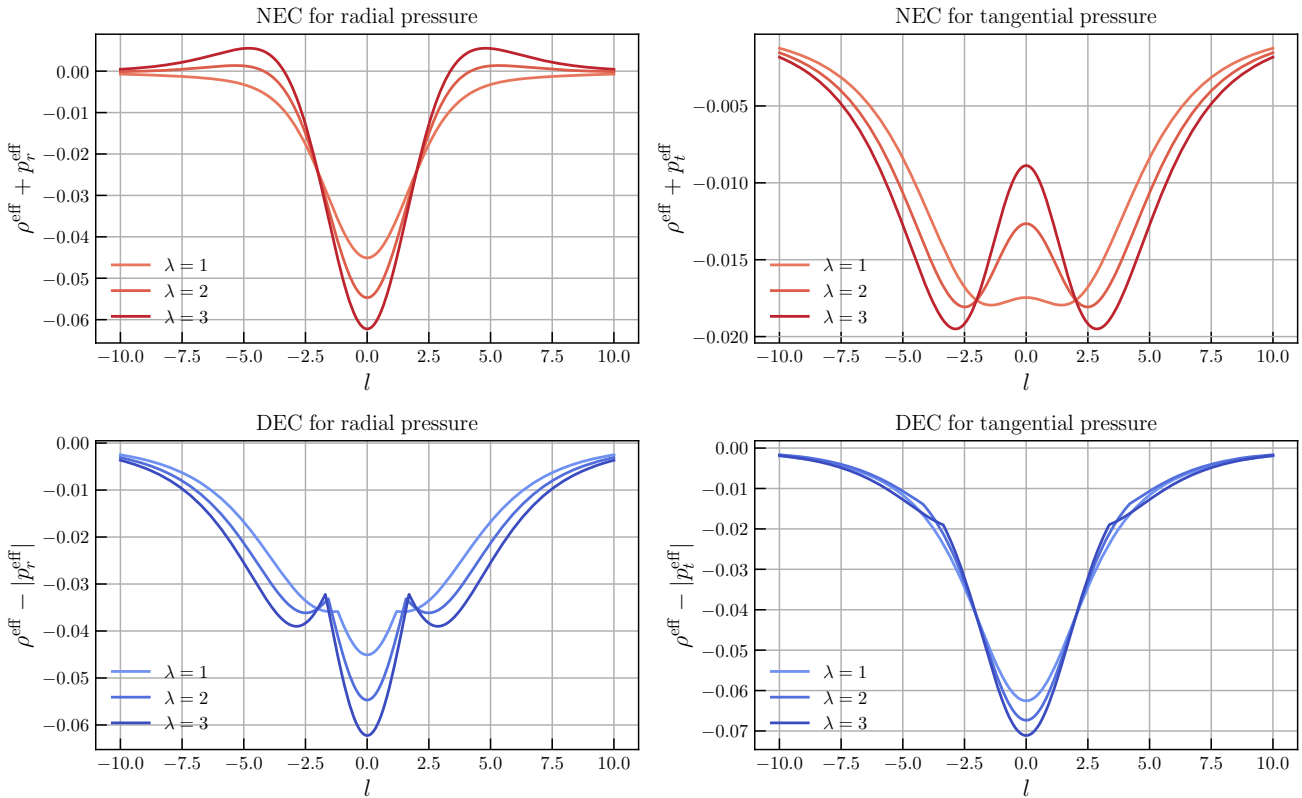 NEC for radial pressure
0.00
−0.01
−0.02
−0.03
−0.04
−0.05
−0.06
ρ^eff + p_r^eff
λ = 1
λ = 2
λ = 3
−10.0 −7.5 −5.0 −2.5 0.0 2.5 5.0 7.5 10.0
l
NEC for tangential pressure
−0.005
−0.010
−0.015
−0.020
ρ^eff + p_t^eff
λ = 1
λ = 2
λ = 3
−10.0 −7.5 −5.0 −2.5 0.0 2.5 5.0 7.5 10.0
l
DEC for radial pressure
0.00
−0.01
−0.02
−0.03
−0.04
−0.05
−0.06
ρ^eff − |p_r^eff|
λ = 1
λ = 2
λ = 3
−10.0 −7.5 −5.0 −2.5 0.0 2.5 5.0 7.5 10.0
l
DEC for tangential pressure
0.00
−0.01
−0.02
−0.03
−0.04
−0.05
−0.06
−0.07
ρ^eff − |p_t^eff|
λ = 1
λ = 2
λ = 3
−10.0 −7.5 −5.0 −2.5 0.0 2.5 5.0 7.5 10.0
l